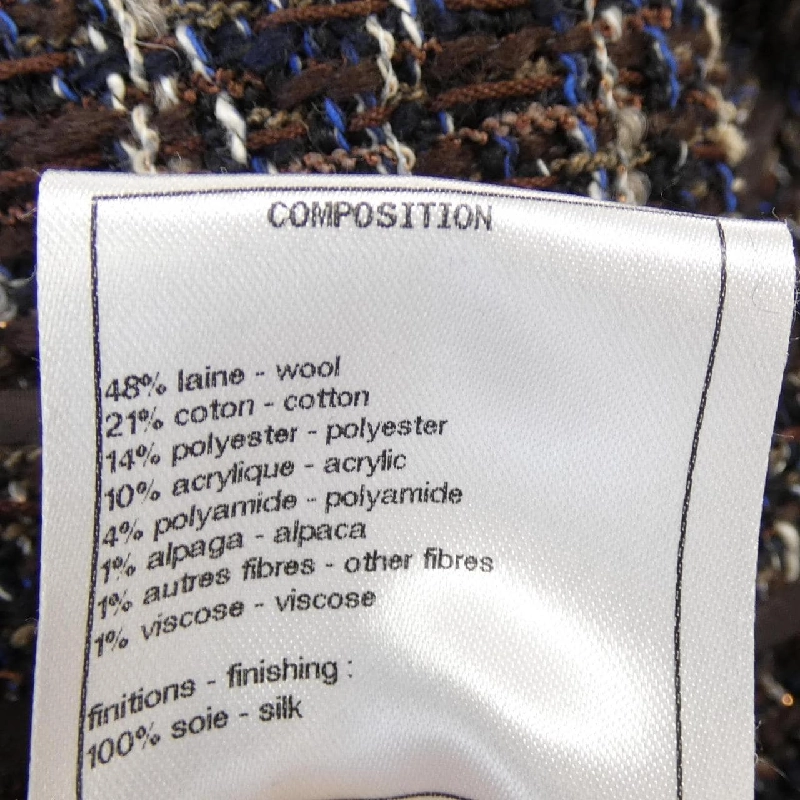 COMPOSITION
48% laine - wool
21% coton - cotton
14% polyester - polyester
10% acrylique - acrylic
4% polyamide - polyamide
1% alpaga - alpaca
1% autres fibres - other fibres
1% viscose - viscose
finitions - finishing :
100% soie - silk